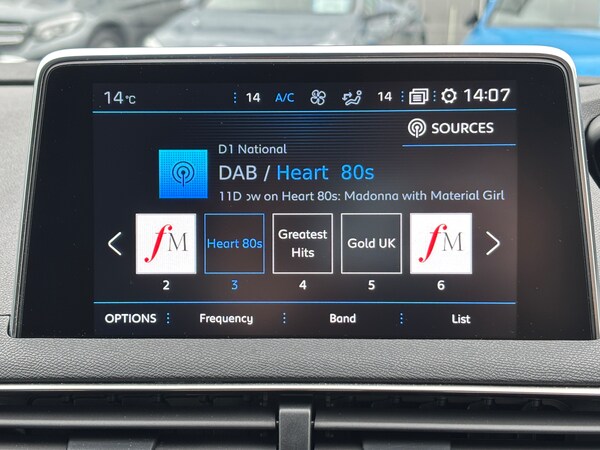 14°C 14 A/C 14 14:07
SOURCES
D1 National
DAB / Heart 80s
11D ow on Heart 80s: Madonna with Material Girl
fM Heart 80s Greatest Hits Gold UK fM
2 3 4 5 6
OPTIONS Frequency Band List